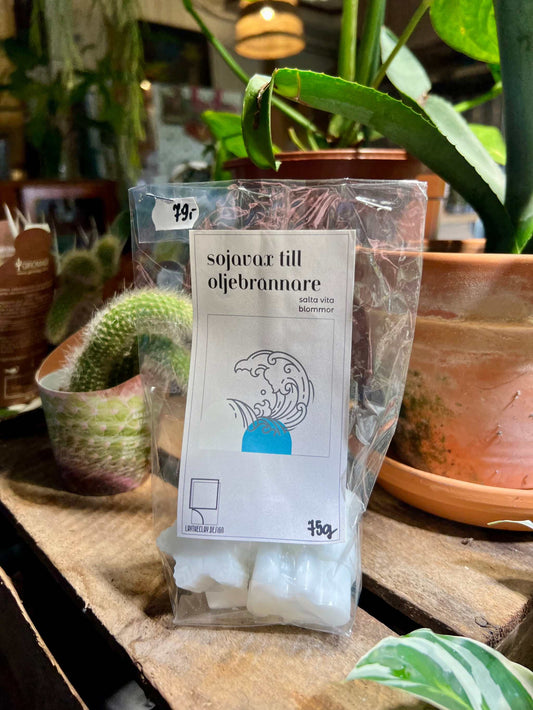 79:-
sojavax till
oljebrännare
salta vita
blommor
75g